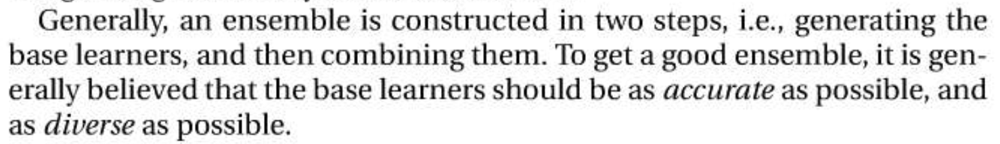 Generally, an ensemble is constructed in two steps, i.e., generating the
base learners, and then combining them. To get a good ensemble, it is gen-
erally believed that the base learners should be as accurate as possible, and
as diverse as possible.